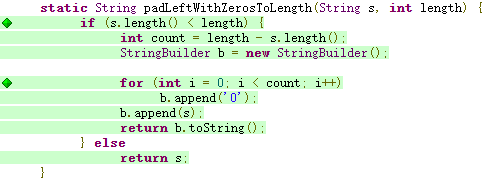 static String padLeftWithZerosToLength(String s, int length) {
if (s.length() < length) {
int count = length - s.length();
StringBuilder b = new StringBuilder();
for (int i = 0; i < count; i++)
b.append('0');
b.append(s);
return b.toString();
} else
return s;
}